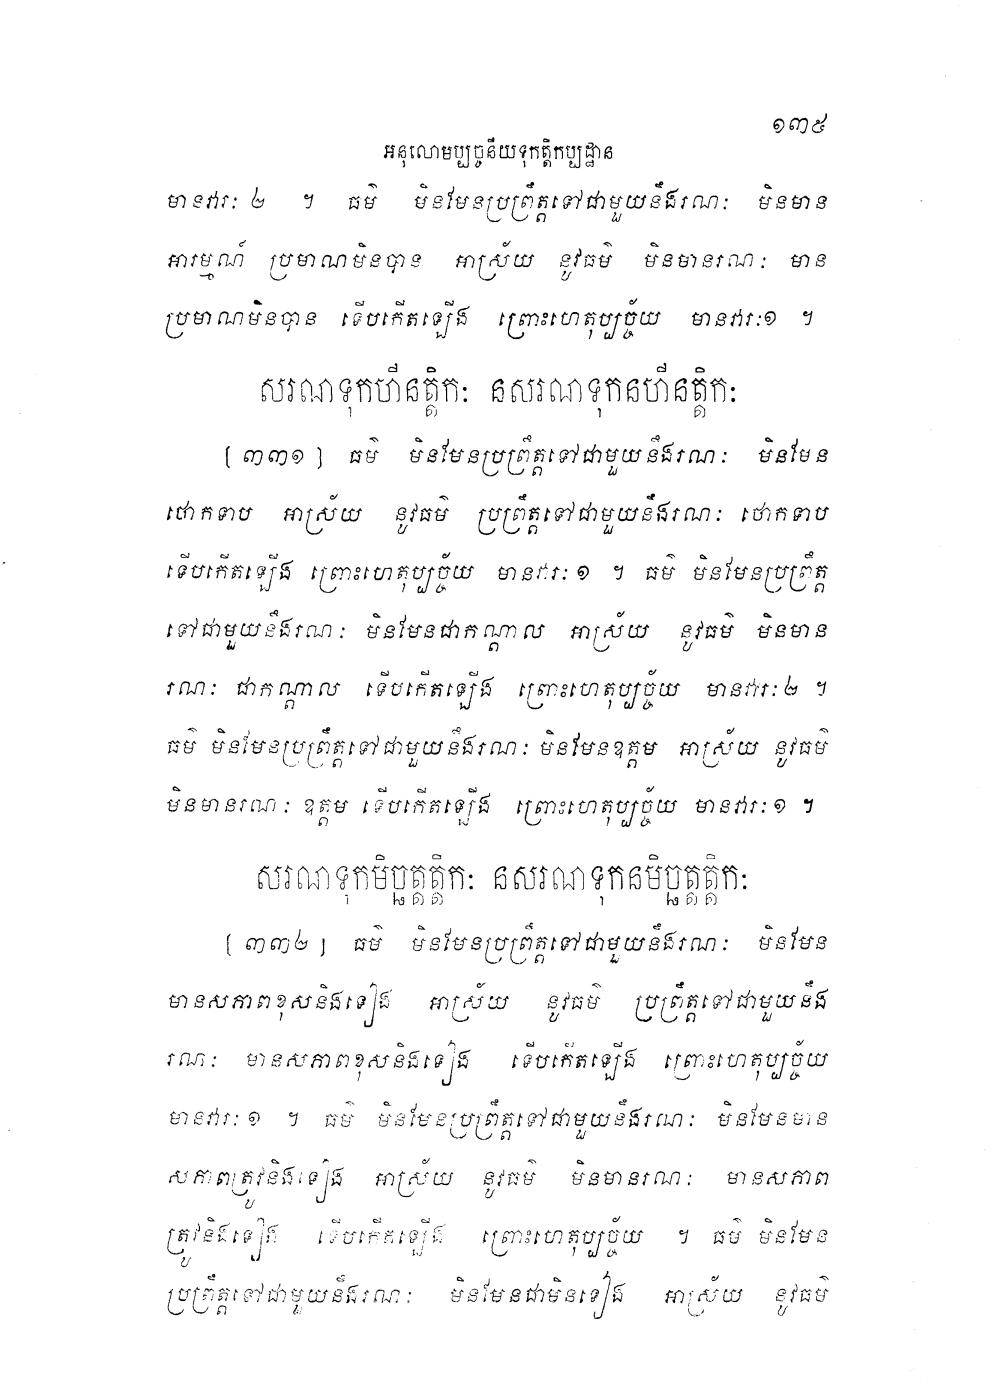 ១៣៥
អនុលោមប្បច្ចនីយទុកត្តិកប្បដ្ឋាន
មានវារៈ ២ ។ ធម៌ មិនមែនប្រព្រឹត្តទៅជាមួយនឹងរណៈ មិនមាន
អារម្មណ៍ ប្រមាណមិនបាន អាស្រ័យ នូវធម៌ មិនមានរណៈ មាន
ប្រមាណមិនបាន ទើបកើតឡើង ព្រោះហេតុប្បច្ច័យ មានវារៈ១ ។
សរណទុកហីនត្តិកៈ នសរណទុកនហីនត្តិកៈ
[ ៣៣១ ] ធម៌ មិនមែនប្រព្រឹត្តទៅជាមួយនឹងរណៈ មិនមែន
ថោកទាប អាស្រ័យ នូវធម៌ ប្រព្រឹត្តទៅជាមួយនឹងរណៈ ថោកទាប
ទើបកើតឡើង ព្រោះហេតុប្បច្ច័យ មានវារៈ ១ ។ ធម៌ មិនមែនប្រព្រឹត្ត
ទៅជាមួយនឹងរណៈ មិនមែនជាកណ្តាល អាស្រ័យ នូវធម៌ មិនមាន
រណៈ ជាកណ្តាល ទើបកើតឡើង ព្រោះហេតុប្បច្ច័យ មានវារៈ ២ ។
ធម៌ មិនមែនប្រព្រឹត្តទៅជាមួយនឹងរណៈ មិនមែនឧត្តម អាស្រ័យ នូវធម៌
មិនមានរណៈ ឧត្តម ទើបកើតឡើង ព្រោះហេតុប្បច្ច័យ មានវារៈ ១ ។
សរណទុកមិច្ឆត្តត្តិកៈ នសរណទុកនមិច្ឆត្តត្តិកៈ
[ ៣៣២ ] ធម៌ មិនមែនប្រព្រឹត្តទៅជាមួយនឹងរណៈ មិនមែន
មានសភាពខុសនិងទៀង អាស្រ័យ នូវធម៌ ប្រព្រឹត្តទៅជាមួយនឹង
រណៈ មានសភាពខុសនិងទៀង ទើបកើតឡើង ព្រោះហេតុប្បច្ច័យ
មានវារៈ ១ ។ ធម៌ មិនមែនប្រព្រឹត្តទៅជាមួយនឹងរណៈ មិនមែនមាន
សភាពត្រូវនិងទៀង អាស្រ័យ នូវធម៌ មិនមានរណៈ មានសភាព
ត្រូវនិងទៀង ទើបកើតឡើង ព្រោះហេតុប្បច្ច័យ ។ ធម៌ មិនមែន
ប្រព្រឹត្តទៅជាមួយនឹងរណៈ មិនមែនជាមិនទៀង អាស្រ័យ នូវធម៌